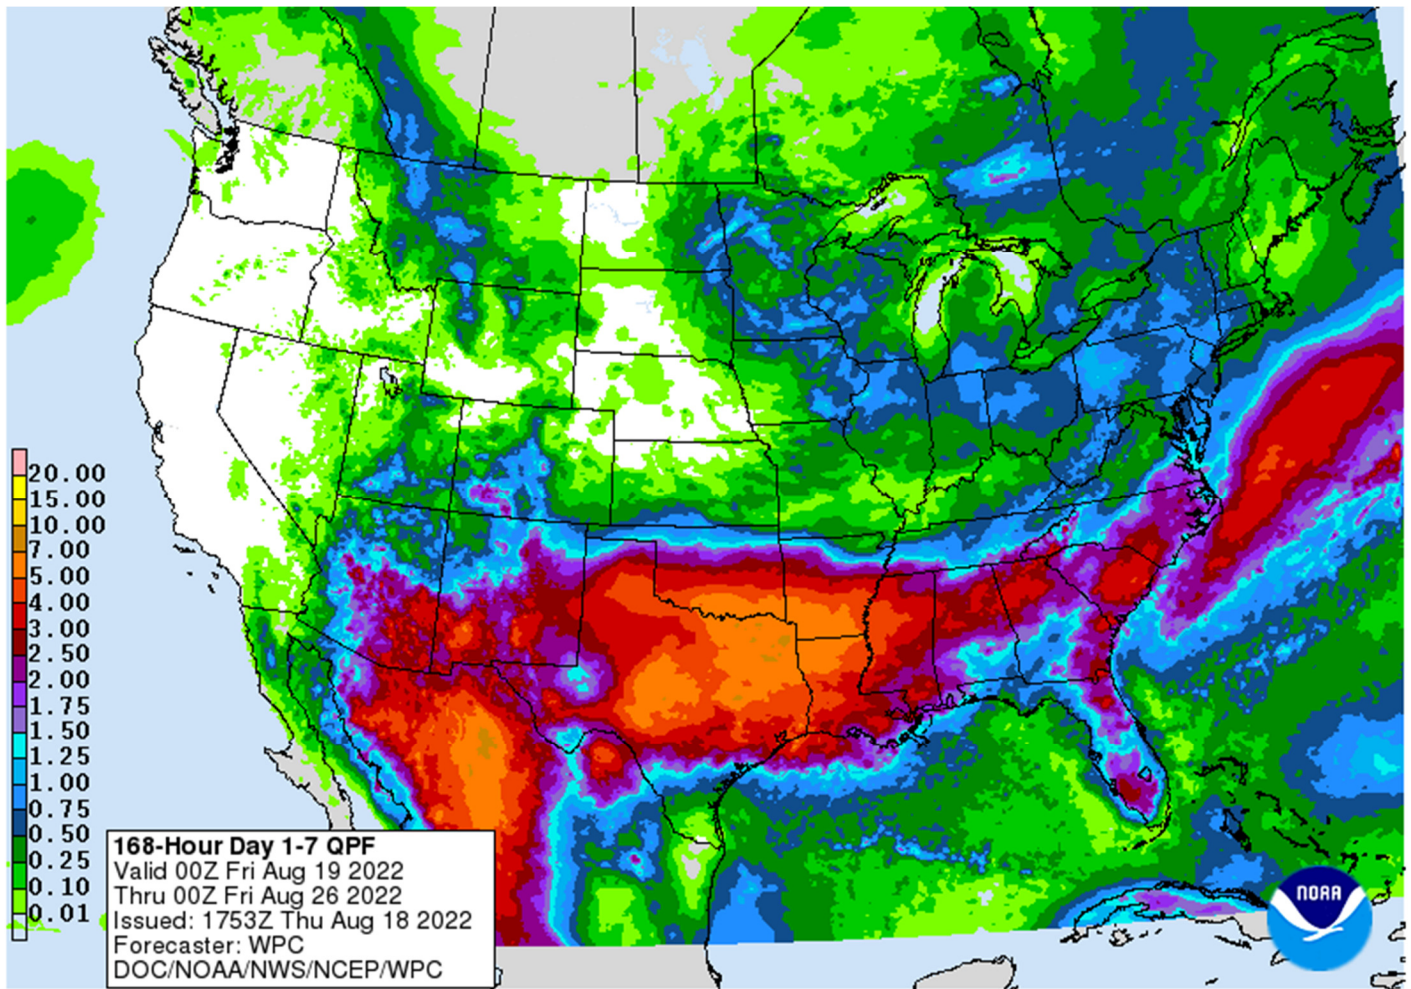 20.00
15.00
10.00
7.00
5.00
4.00
3.00
2.50
2.00
1.75
1.50
1.25
1.00
0.75
0.50
0.25
0.10
0.01
168-Hour Day 1-7 QPF
Valid 00Z Fri Aug 19 2022
Thru 00Z Fri Aug 26 2022
Issued: 1753Z Thu Aug 18 2022
Forecaster: WPC
DOC/NOAA/NWS/NCEP/WPC
NOAA